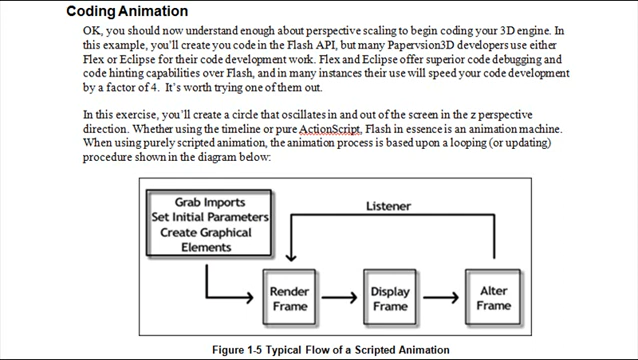 Coding Animation
OK, you should now understand enough about perspective scaling to begin coding your 3D engine. In
this example, you'll create you code in the Flash API, but many Papervsion3D developers use either
Flex or Eclipse for their code development work. Flex and Eclipse offer superior code debugging and
code hinting capabilities over Flash, and in many instances their use will speed your code development
by a factor of 4. It's worth trying one of them out.
In this exercise, you'll create a circle that oscillates in and out of the screen in the z perspective
direction. Whether using the timeline or pure ActionScript, Flash in essence is an animation machine.
When using purely scripted animation, the animation process is based upon a looping (or updating)
procedure shown in the diagram below:
Grab Imports
Set Initial Parameters
Create Graphical
Elements
Listener
Render
Frame
Display
Frame
Alter
Frame
Figure 1-5 Typical Flow of a Scripted Animation